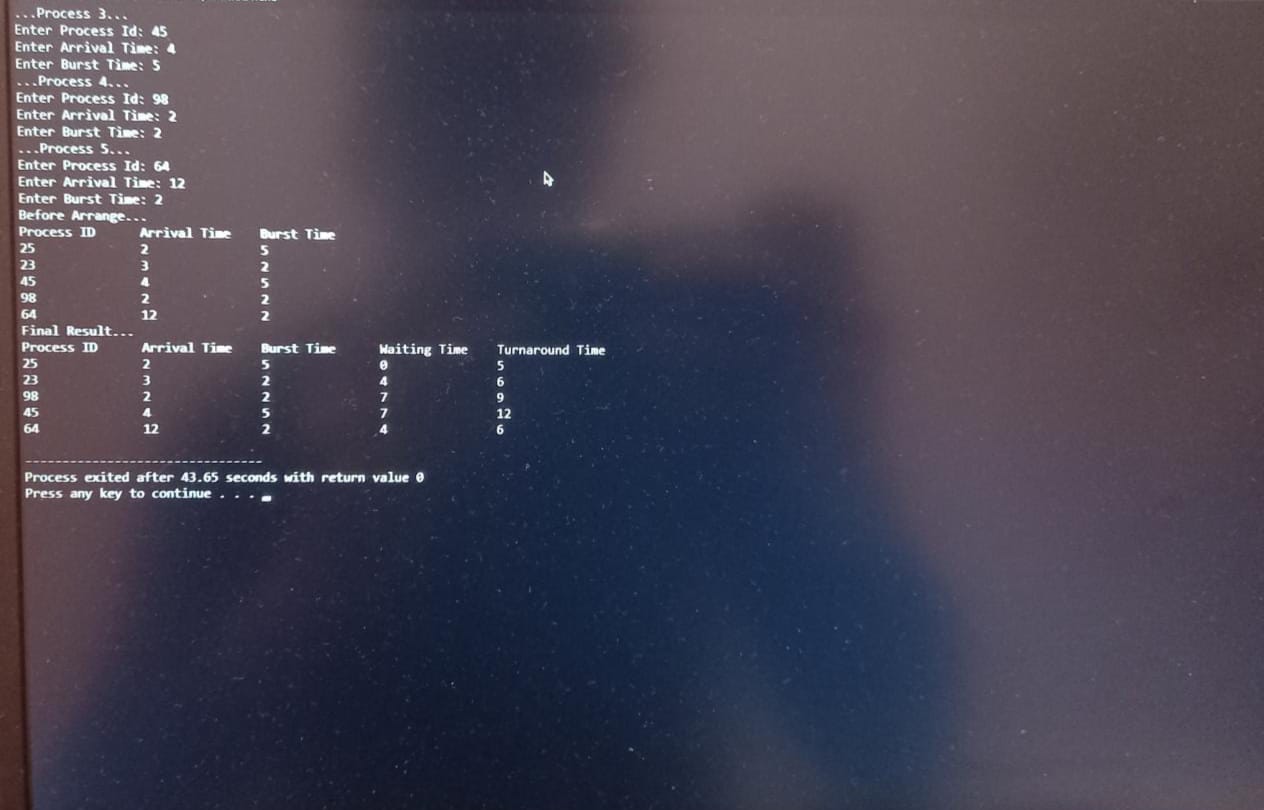 ...Process 3...
Enter Process Id: 45
Enter Arrival Time: 4
Enter Burst Time: 5
...Process 4...
Enter Process Id: 98
Enter Arrival Time: 2
Enter Burst Time: 2
...Process 5...
Enter Process Id: 64
Enter Arrival Time: 12
Enter Burst Time: 2
Before Arrange...
Process ID Arrival Time Burst Time
25 2 5
23 3 2
45 4 5
98 2 2
64 12 2
Final Result...
Process ID Arrival Time Burst Time Waiting Time Turnaround Time
25 2 5 0 5
23 3 2 4 6
98 2 2 7 9
45 4 5 7 12
64 12 2 4 6
--------------------------------
Process exited after 43.65 seconds with return value 0
Press any key to continue . . .